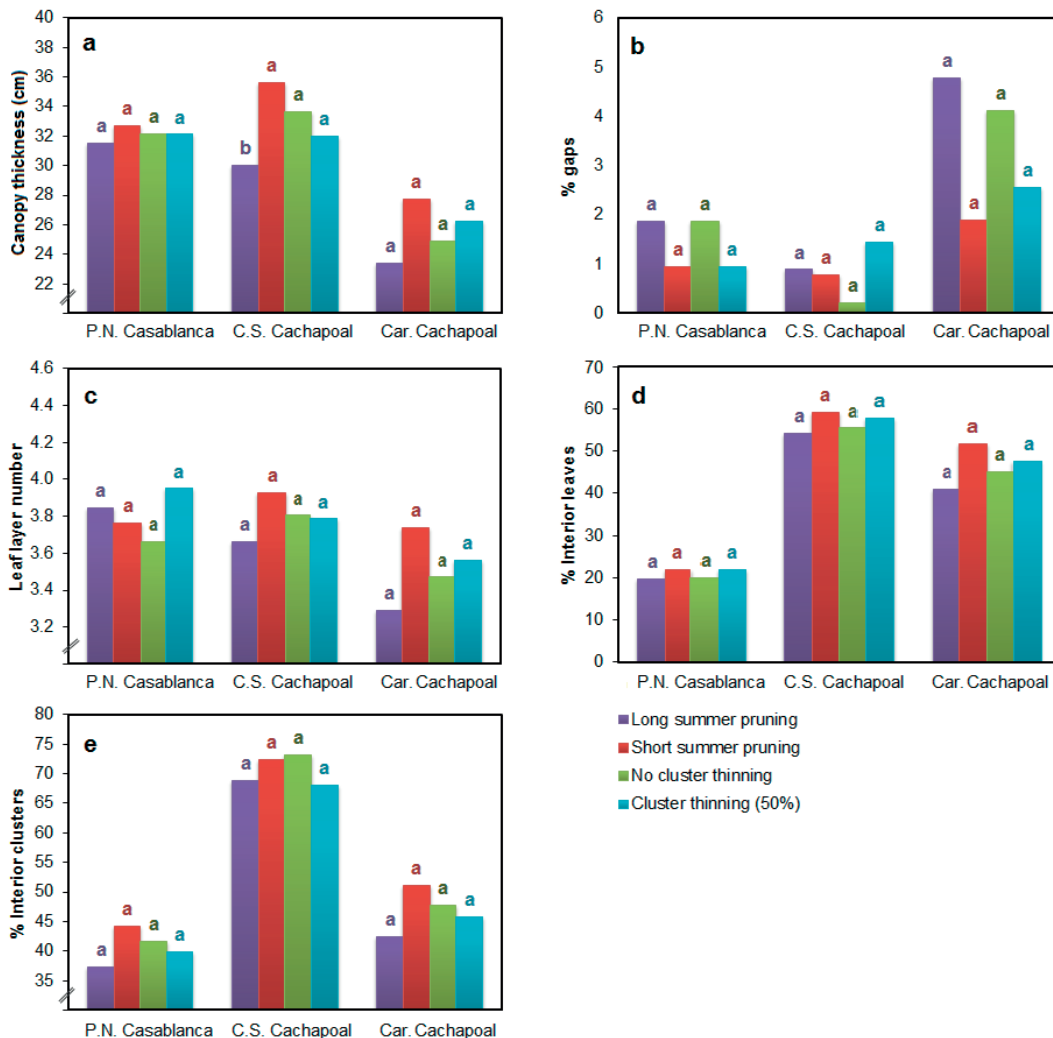 a
Canopy thickness (cm)
40
38
36
34
32
30
28
26
24
22
a a a a
b a a a
a a a a
P.N. Casablanca C.S. Cachapoal Car. Cachapoal
b
% gaps
6
5
4
3
2
1
0
a a a a
a a a a
a a a a
P.N. Casablanca C.S. Cachapoal Car. Cachapoal
c
Leaf layer number
4.6
4.4
4.2
4.0
3.8
3.6
3.4
3.2
a a a a
a a a a
a a a a
P.N. Casablanca C.S. Cachapoal Car. Cachapoal
d
% Interior leaves
70
60
50
40
30
20
10
0
a a a a
a a a a
a a a a
P.N. Casablanca C.S. Cachapoal Car. Cachapoal
e
% Interior clusters
80
75
70
65
60
55
50
45
40
35
a a a a
a a a a
a a a a
P.N. Casablanca C.S. Cachapoal Car. Cachapoal
Long summer pruning
Short summer pruning
No cluster thinning
Cluster thinning (50%)